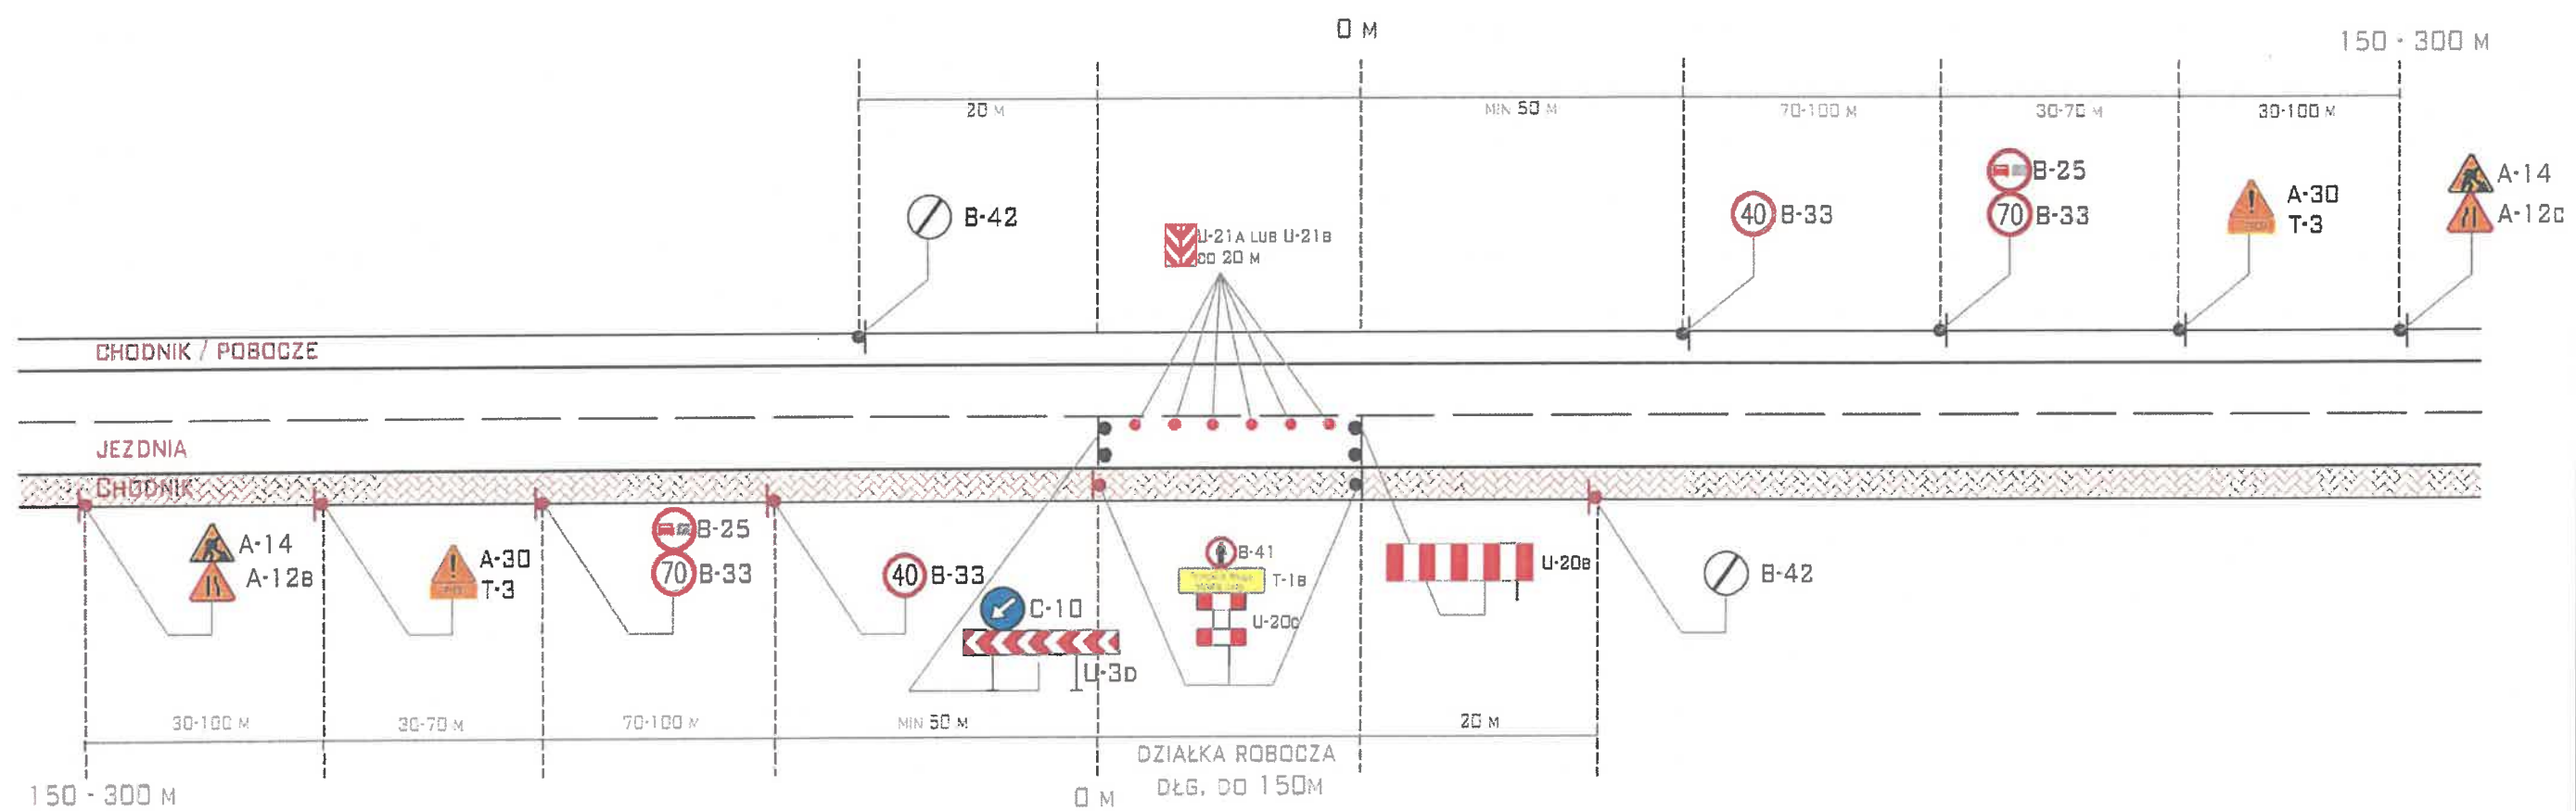 0 M
150 - 300 M
20 M
MIN 50 M
70-100 M
30-70 M
30-100 M
B-42
U-21A LUB U-21B
CO 20 M
40 B-33
B-25
70 B-33
A-30
T-3
A-14
A-12C
CHODNIK / POBOCZE
JEZDNIA
CHODNIK
A-14
A-12B
A-30
T-3
B-25
70 B-33
40 B-33
C-10
U-3D
B-41
T-1B
U-20C
U-20B
B-42
30-100 M
30-70 M
70-100 M
MIN 50 M
20 M
DZIAŁKA ROBOCZA
DŁG. DO 150M
150 - 300 M
0 M